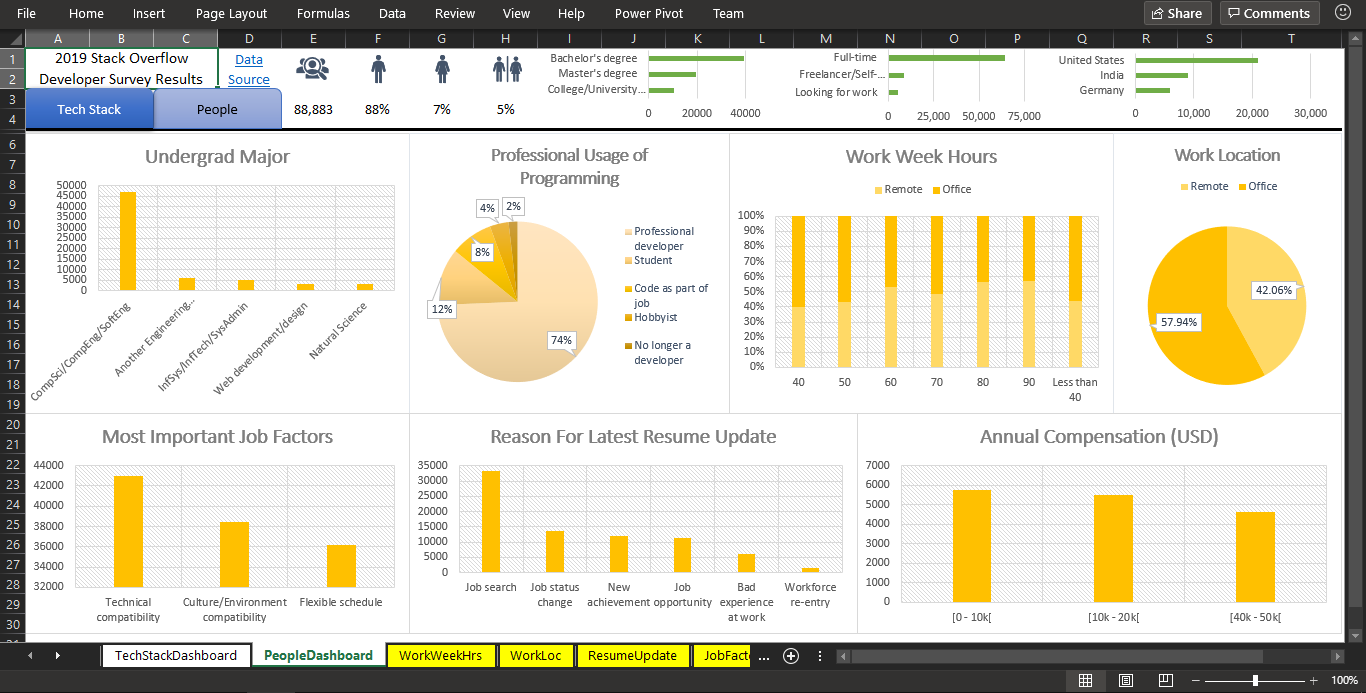 File Home Insert Page Layout Formulas Data Review View Help Power Pivot Team Share Comments
A B C D E F G H I J K L M N O P Q R S T
1
2
3
4
6
7
8
9
10
11
12
13
14
15
16
17
18
19
20
21
22
23
24
25
26
27
28
29
30
2019 Stack Overflow
Developer Survey Results
Data
Source
Tech Stack People
88,883 88% 7% 5%
Bachelor's degree
Master's degree
College/University...
0 20000 40000
Full-time
Freelancer/Self-...
Looking for work
0 25,000 50,000 75,000
United States
India
Germany
0 10,000 20,000 30,000
Undergrad Major
50000
45000
40000
35000
30000
25000
20000
15000
10000
5000
0
CompSci/CompEng/SoftEng
Another Engineering...
InfSys/InfTech/SysAdmin
Web development/design
Natural Science
Professional Usage of
Programming
4% 2%
8%
12%
74%
Professional
developer
Student
Code as part of
job
Hobbyist
No longer a
developer
Work Week Hours
Remote Office
100%
90%
80%
70%
60%
50%
40%
30%
20%
10%
0%
40 50 60 70 80 90 Less than
40
Work Location
Remote Office
42.06%
57.94%
Most Important Job Factors
44000
42000
40000
38000
36000
34000
32000
Technical
compatibility
Culture/Environment
compatibility
Flexible schedule
Reason For Latest Resume Update
35000
30000
25000
20000
15000
10000
5000
0
Job search
Job status
change
New
achievement
Job
opportunity
Bad
experience
at work
Workforce
re-entry
Annual Compensation (USD)
7000
6000
5000
4000
3000
2000
1000
0
[0 - 10k[ [10k - 20k[ [40k - 50k[
TechStackDashboard PeopleDashboard WorkWeekHrs WorkLoc ResumeUpdate JobFact ...
100%